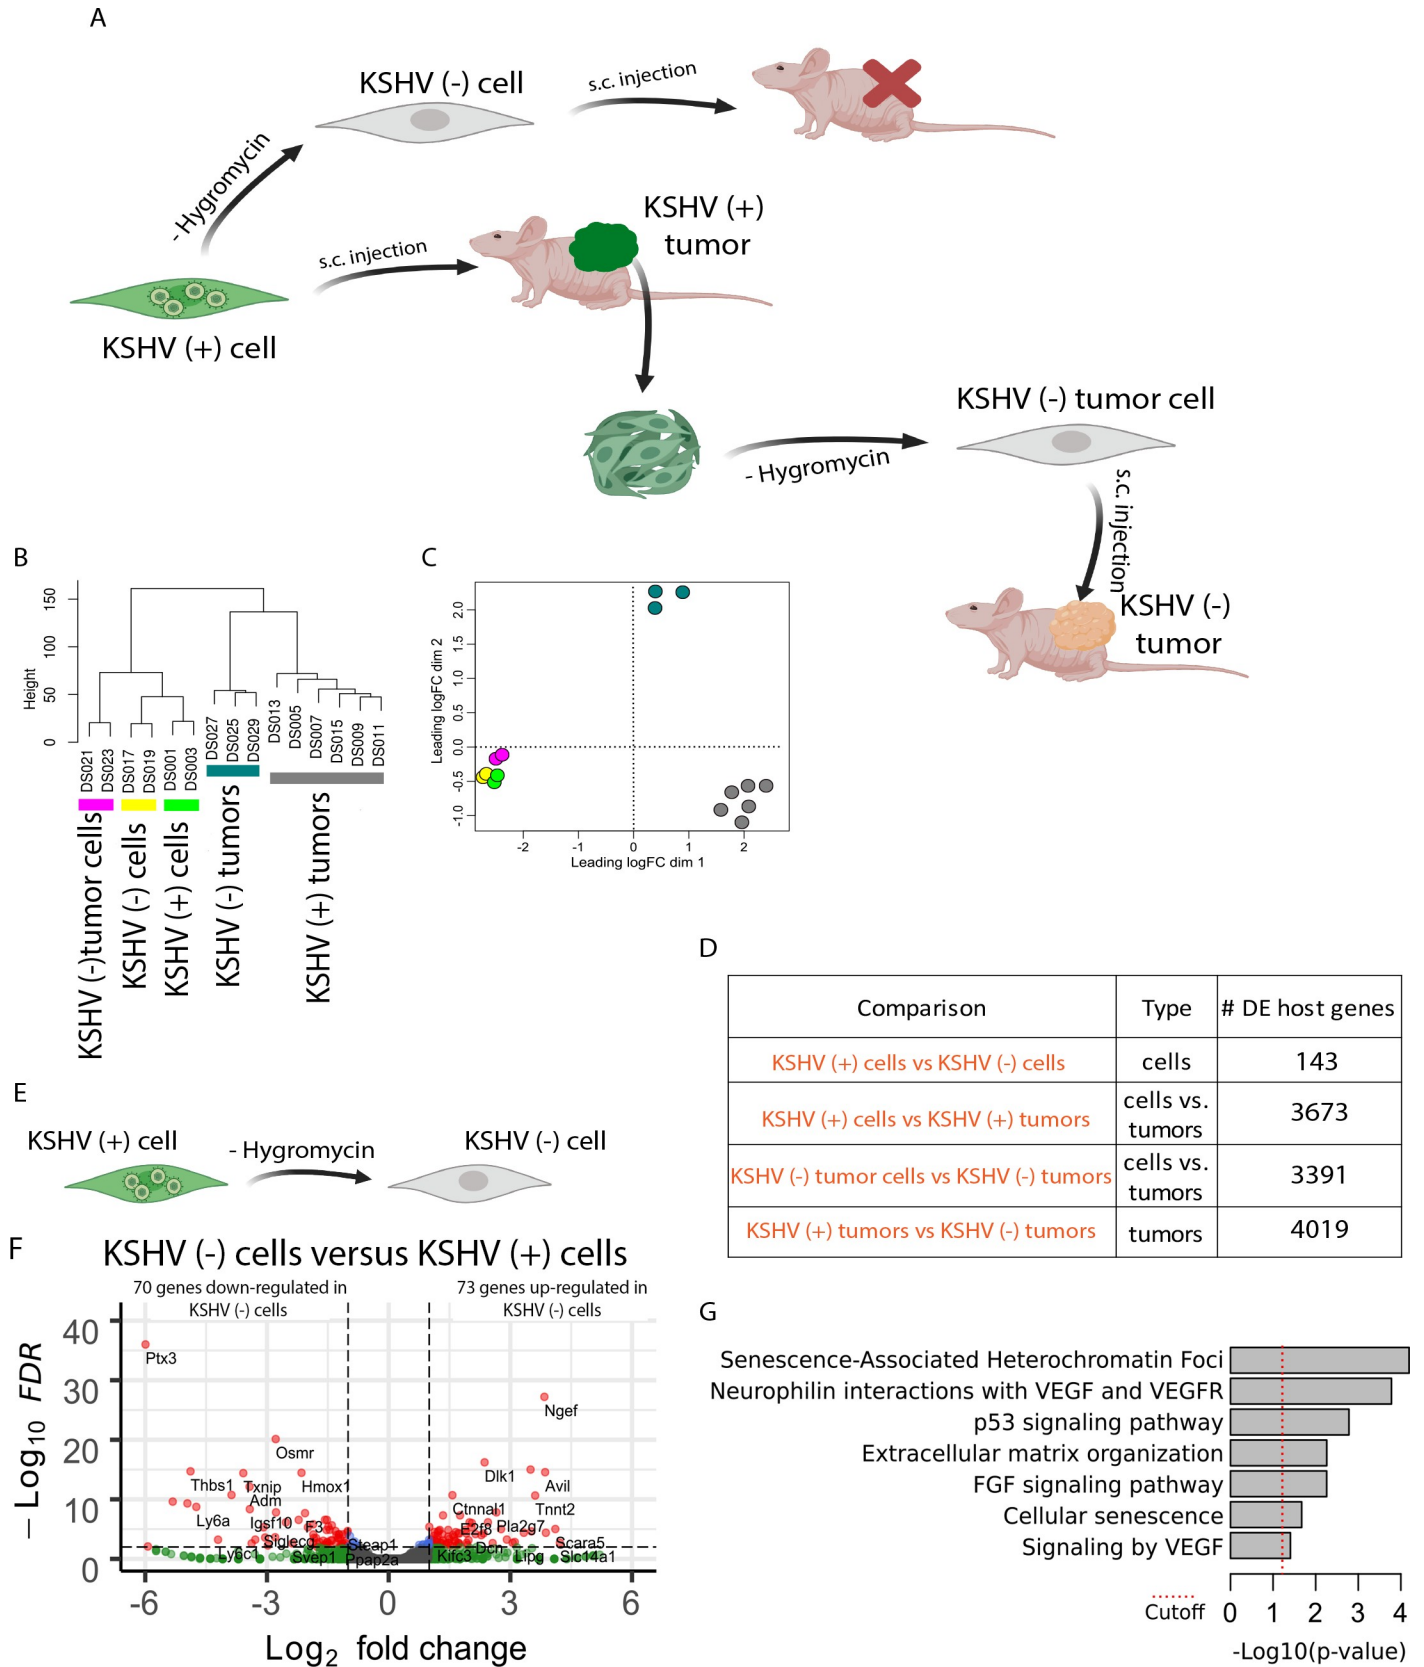 A
KSHV (-) cell
s.c. injection
- Hygromycin
KSHV (+) cell
s.c. injection
KSHV (+)
tumor
- Hygromycin
KSHV (-) tumor cell
s.c. injection
KSHV (-)
tumor
B
Height
0
50
100
150
DS021
DS023
DS017
DS019
DS001
DS003
DS027
DS025
DS029
DS013
DS005
DS007
DS015
DS009
DS011
KSHV (-)tumor cells
KSHV (-) cells
KSHV (+) cells
KSHV (-) tumors
KSHV (+) tumors
C
Leading logFC dim 2
2.0
1.5
1.0
0.5
0.0
-0.5
-1.0
-2 -1 0 1 2
Leading logFC dim 1
D
Comparison Type # DE host genes
KSHV (+) cells vs KSHV (-) cells cells 143
KSHV (+) cells vs KSHV (+) tumors cells vs. tumors 3673
KSHV (-) tumor cells vs KSHV (-) tumors cells vs. tumors 3391
KSHV (+) tumors vs KSHV (-) tumors tumors 4019
E
KSHV (+) cell
- Hygromycin
KSHV (-) cell
F
KSHV (-) cells versus KSHV (+) cells
70 genes down-regulated in
KSHV (-) cells
73 genes up-regulated in
KSHV (-) cells
-Log10 FDR
40
30
20
10
0
Ptx3
Ngef
Osmr
Thbs1
Txnip
Hmox1
Adm
Dlk1
Avil
Ctnnal1
Tnnt2
Ly6a
Igsf10
F3
E2f8
Pla2g7
Siglecg
Steap1
Dcn
Scara5
Ly6c1
Svep1
Ppap2a
Kifc3
Lipg
Slc14a1
-6 -3 0 3 6
Log2 fold change
G
Senescence-Associated Heterochromatin Foci
Neurophilin interactions with VEGF and VEGFR
p53 signaling pathway
Extracellular matrix organization
FGF signaling pathway
Cellular senescence
Signaling by VEGF
Cutoff
0 1 2 3 4
-Log10(p-value)